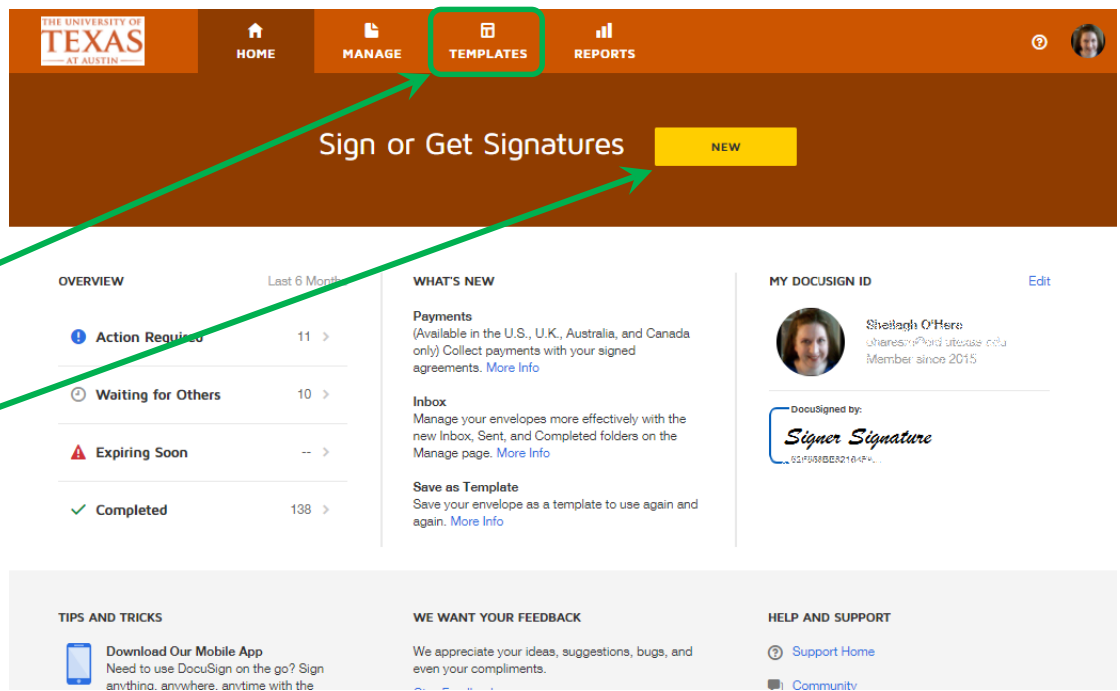 THE UNIVERSITY OF
TEXAS
AT AUSTIN
HOME
MANAGE
TEMPLATES
REPORTS
Sign or Get Signatures
NEW
OVERVIEW
Last 6 Months
Action Required
11
Waiting for Others
10
Expiring Soon
--
Completed
138
WHAT'S NEW
Payments
(Available in the U.S., U.K., Australia, and Canada
only) Collect payments with your signed
agreements. More Info
Inbox
Manage your envelopes more effectively with the
new Inbox, Sent, and Completed folders on the
Manage page. More Info
Save as Template
Save your envelope as a template to use again and
again. More Info
MY DOCUSIGN ID
Edit
Sheilagh O'Hare
Member since 2015
DocuSigned by:
Signer Signature
TIPS AND TRICKS
Download Our Mobile App
Need to use DocuSign on the go? Sign
anything, anywhere, anytime with the
WE WANT YOUR FEEDBACK
We appreciate your ideas, suggestions, bugs, and
even your compliments.
Give Feedback
HELP AND SUPPORT
Support Home
Community